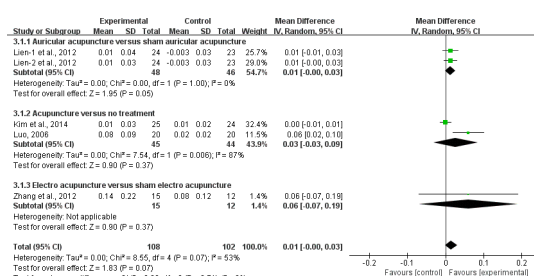 Experimental Control Mean Difference Mean Difference
Study or Subgroup Mean SD Total Mean SD Total Weight IV, Random, 95% CI IV, Random, 95% CI
3.1.1 Auricular acupuncture versus sham auricular acupuncture
Lien-1 et al., 2012 0.01 0.04 24 -0.003 0.03 23 25.7% 0.01 [-0.01, 0.03]
Lien-2 et al., 2012 0.01 0.03 24 -0.003 0.03 23 29.0% 0.01 [-0.00, 0.03]
Subtotal (95% CI) 48 46 54.7% 0.01 [-0.00, 0.03]
Heterogeneity: Tau² = 0.00; Chi² = 0.00, df = 1 (P = 1.00); I² = 0%
Test for overall effect: Z = 1.95 (P = 0.05)
3.1.2 Acupuncture versus no treatment
Kim et al., 2014 0.01 0.03 25 0.01 0.02 24 32.4% 0.00 [-0.01, 0.01]
Luo, 2006 0.08 0.09 20 0.02 0.02 20 11.5% 0.06 [0.02, 0.10]
Subtotal (95% CI) 45 44 43.9% 0.03 [-0.03, 0.09]
Heterogeneity: Tau² = 0.00; Chi² = 7.54, df = 1 (P = 0.006); I² = 87%
Test for overall effect: Z = 0.90 (P = 0.37)
3.1.3 Electro acupuncture versus sham electro acupuncture
Zhang et al., 2012 0.14 0.22 15 0.08 0.12 12 1.4% 0.06 [-0.07, 0.19]
Subtotal (95% CI) 15 12 1.4% 0.06 [-0.07, 0.19]
Heterogeneity: Not applicable
Test for overall effect: Z = 0.90 (P = 0.37)
Total (95% CI) 108 102 100.0% 0.01 [-0.00, 0.03]
Heterogeneity: Tau² = 0.00; Chi² = 8.55, df = 4 (P = 0.07); I² = 53%
Test for overall effect: Z = 1.83 (P = 0.07)
-0.2 -0.1 0 0.1 0.2
Favours [control] Favours [experimental]